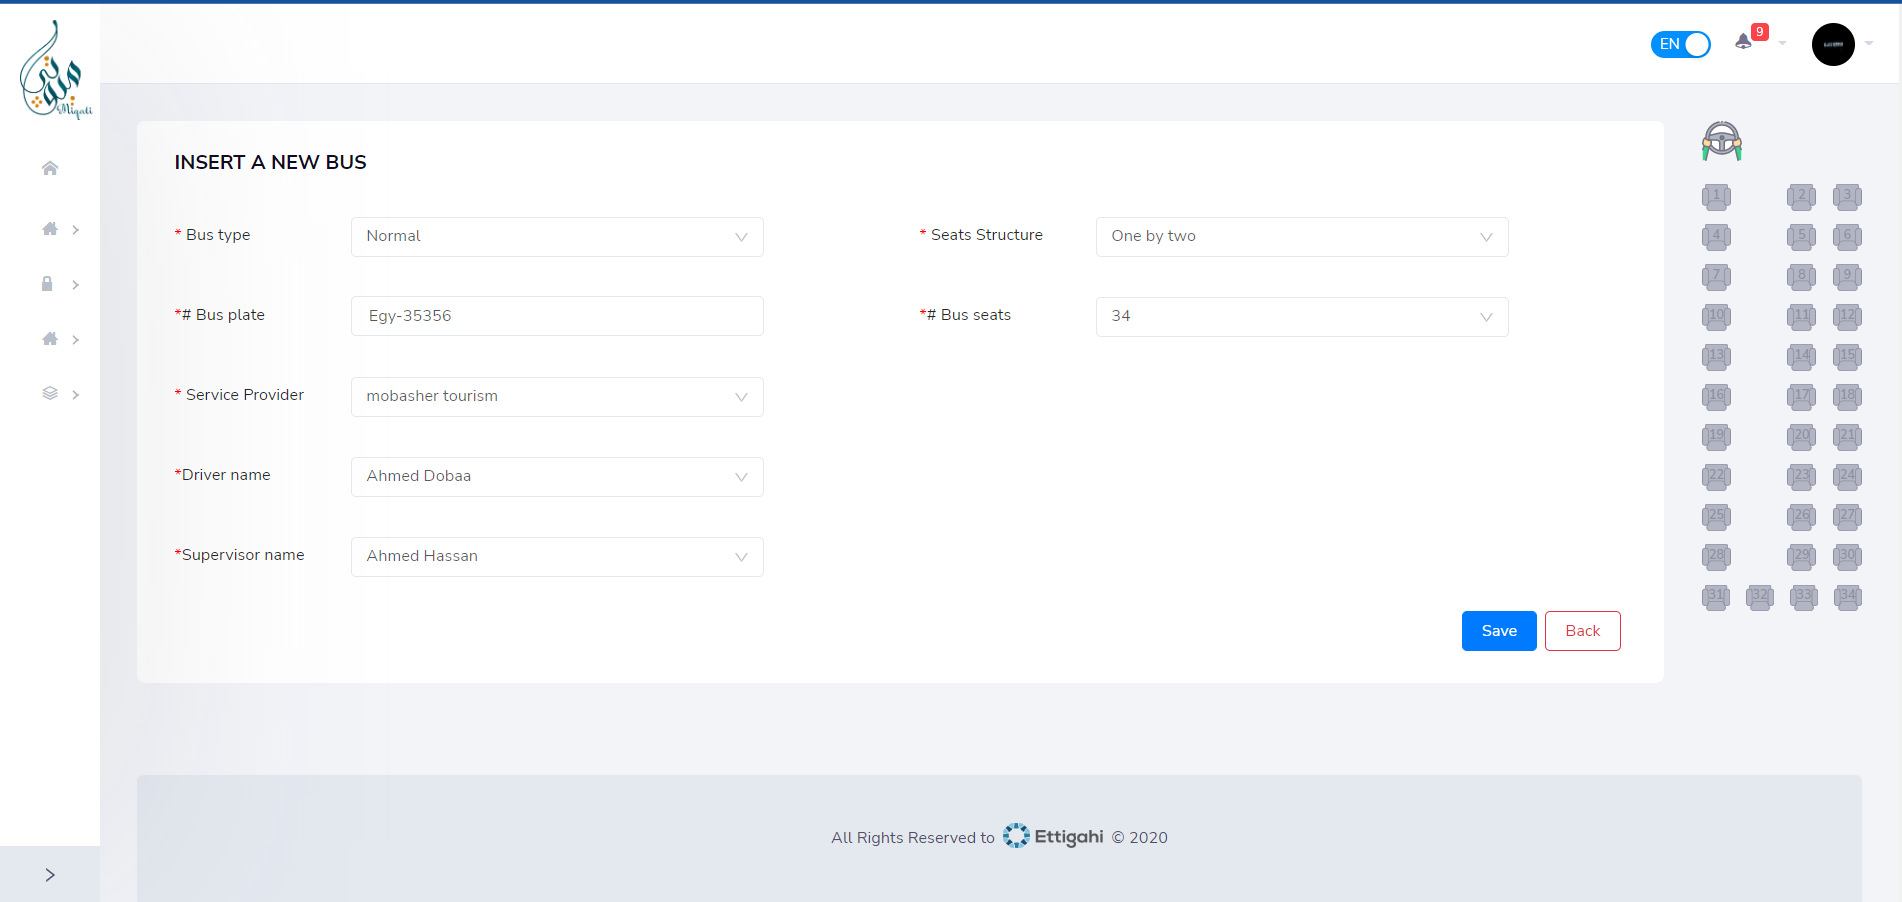 ميقاتي
Miqati
EN
9
INSERT A NEW BUS
* Bus type
Normal
* Seats Structure
One by two
*# Bus plate
Egy-35356
*# Bus seats
34
* Service Provider
mobasher tourism
*Driver name
Ahmed Dobaa
*Supervisor name
Ahmed Hassan
Save
Back
1 2 3
4 5 6
7 8 9
10 11 12
13 14 15
16 17 18
19 20 21
22 23 24
25 26 27
28 29 30
31 32 33 34
All Rights Reserved to Ettigahi © 2020